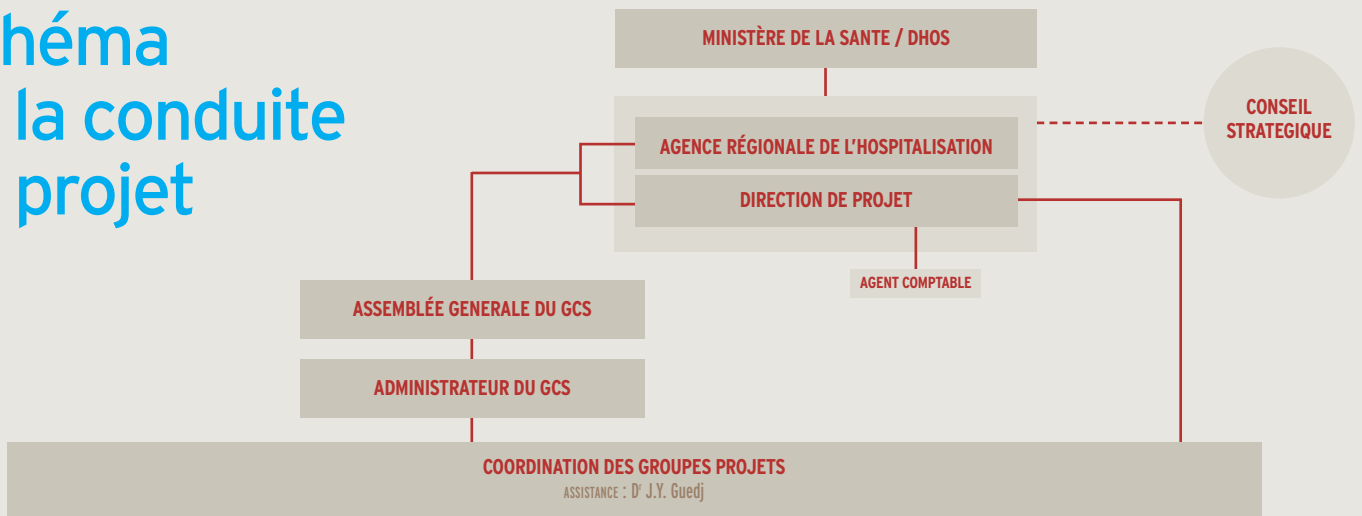 héma
la conduite
projet
MINISTÈRE DE LA SANTE / DHOS
CONSEIL
STRATEGIQUE
AGENCE RÉGIONALE DE L'HOSPITALISATION
DIRECTION DE PROJET
AGENT COMPTABLE
ASSEMBLÉE GENERALE DU GCS
ADMINISTRATEUR DU GCS
COORDINATION DES GROUPES PROJETS
ASSISTANCE : Dr J.Y. Guedj